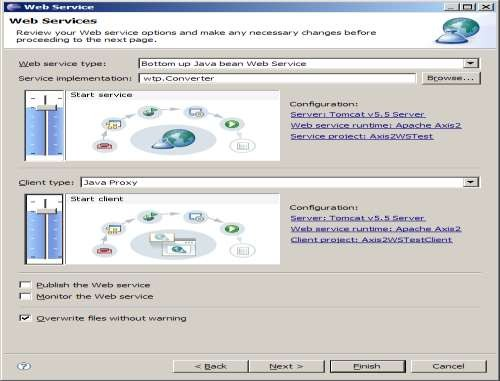 Web Service
Web Services
Review your Web service options and make any necessary changes before
proceeding to the next page.
Web service type: Bottom up Java bean Web Service
Service implementation: wtp.Converter Browse...
Start service
Configuration:
Server: Tomcat v5.5 Server
Web service runtime: Apache Axis2
Service project: Axis2WSTest
Client type: Java Proxy
Start client
Configuration:
Server: Tomcat v5.5 Server
Web service runtime: Apache Axis2
Client project: Axis2WSTestClient
Publish the Web service
Monitor the Web service
Overwrite files without warning
? < Back Next > Finish Cancel